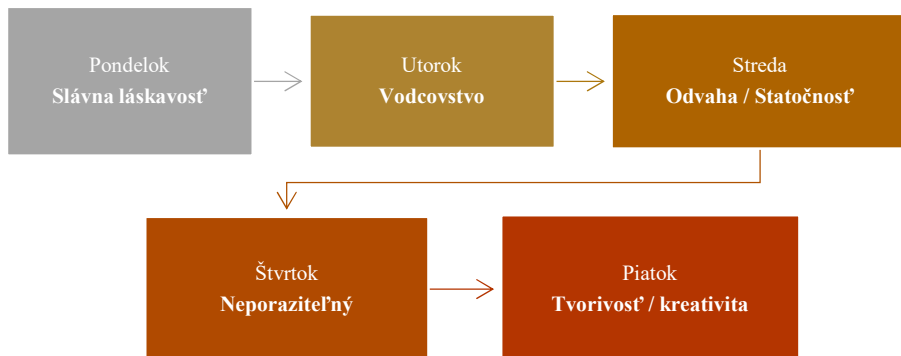 Pondelok
Slávna láskavosť
Utorok
Vodcovstvo
Streda
Odvaha / Statočnosť
Štvrtok
Neporaziteľný
Piatok
Tvorivosť / kreativita